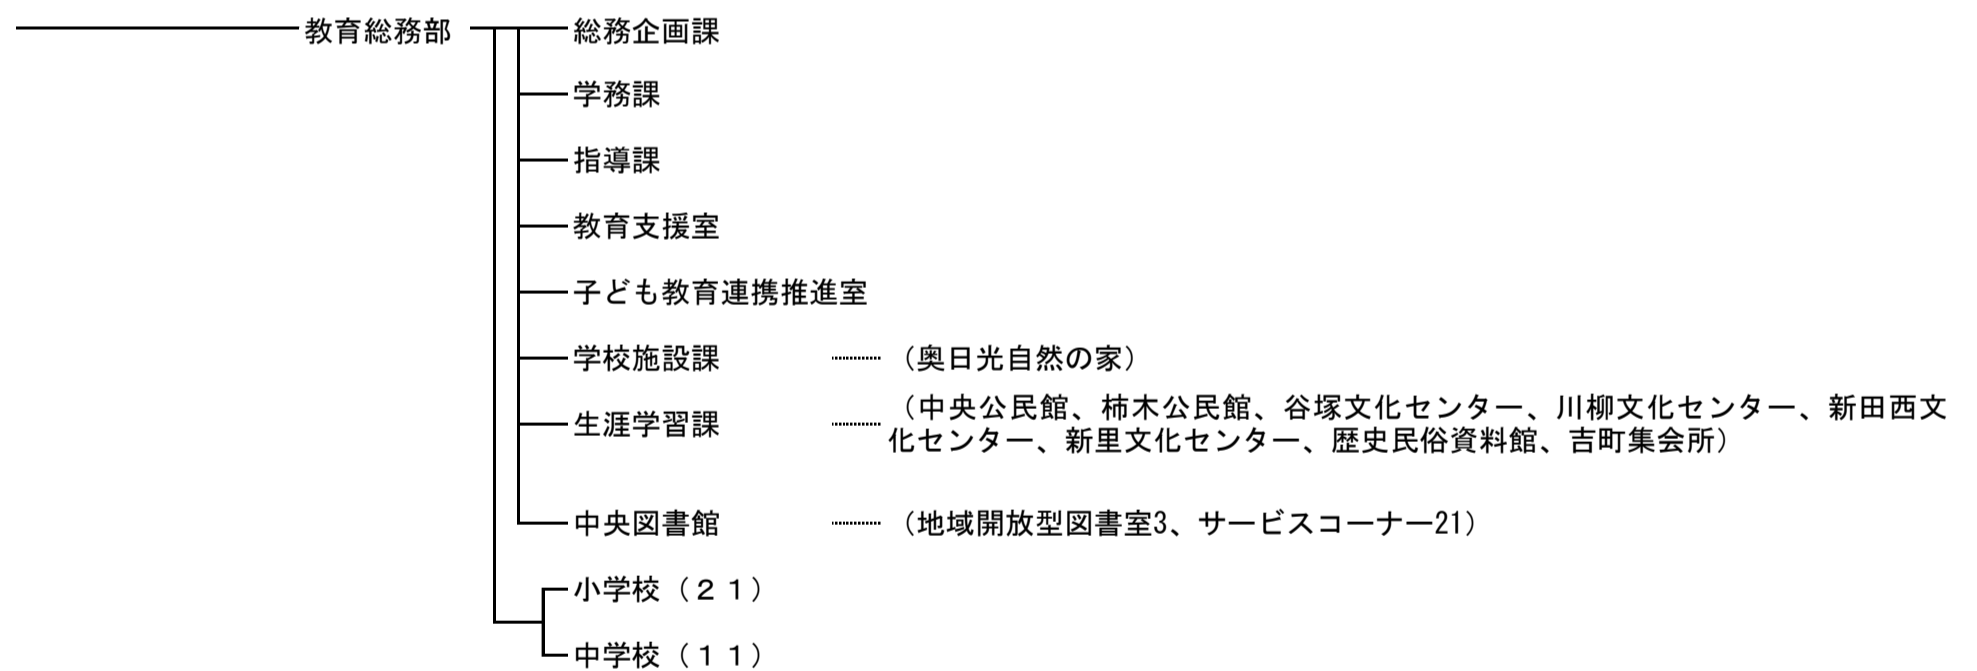 教育総務部 総務企画課
学務課
指導課
教育支援室
子ども教育連携推進室
学校施設課 （奥日光自然の家）
生涯学習課 （中央公民館、柿木公民館、谷塚文化センター、川柳文化センター、新田西文
化センター、新里文化センター、歴史民俗資料館、吉町集会所）
中央図書館 （地域開放型図書室3、サービスコーナー21）
小学校（２１）
中学校（１１）